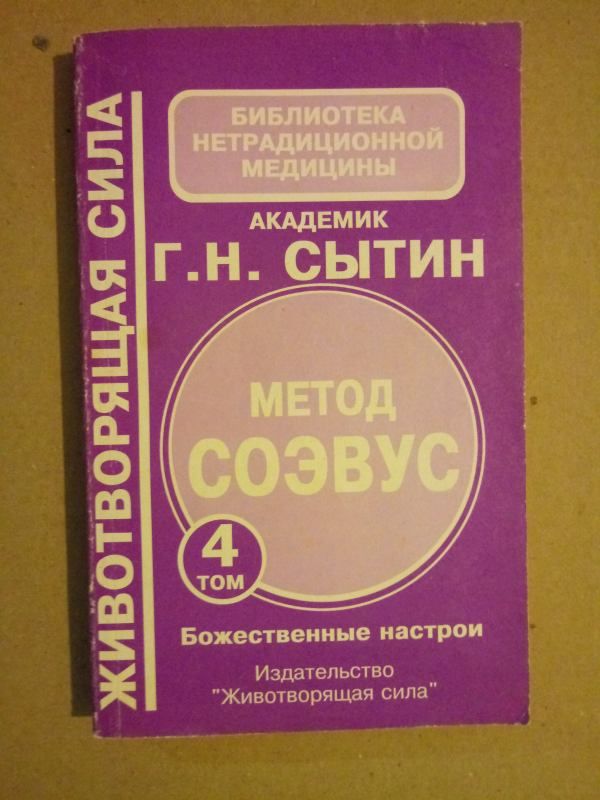 ЖИВОТВОРЯЩАЯ СИЛА
БИБЛИОТЕКА
НЕТРАДИЦИОННОЙ
МЕДИЦИНЫ
АКАДЕМИК
Г.Н. СЫТИН
МЕТОД
СОЭВУС
4
ТОМ
Божественные настрои
Издательство
"Животворящая сила"